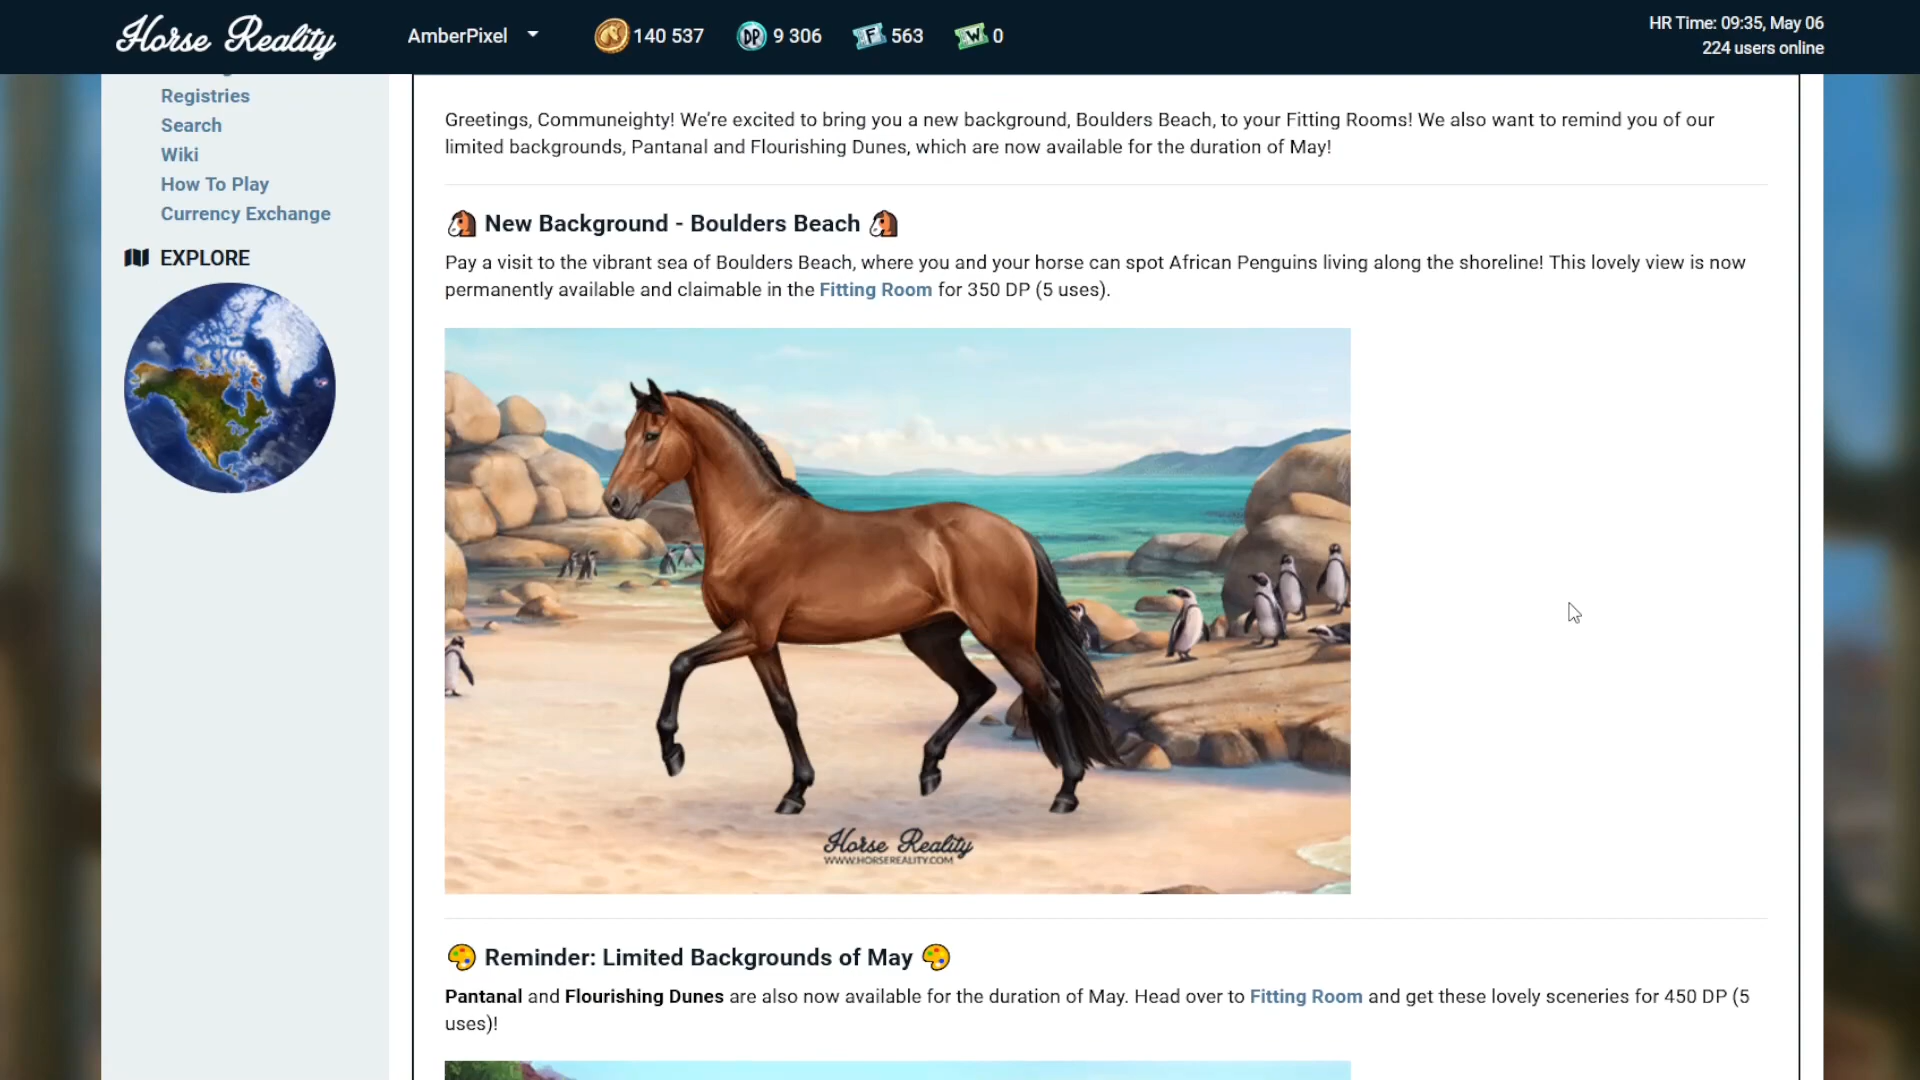 Horse Reality
AmberPixel
140 537
DP 9 306
F 563
W 0
HR Time: 09:35, May 06
224 users online
Registries
Search
Wiki
How To Play
Currency Exchange
EXPLORE
Greetings, Communeighty! We’re excited to bring you a new background, Boulders Beach, to your Fitting Rooms! We also want to remind you of our
limited backgrounds, Pantanal and Flourishing Dunes, which are now available for the duration of May!
New Background - Boulders Beach
Pay a visit to the vibrant sea of Boulders Beach, where you and your horse can spot African Penguins living along the shoreline! This lovely view is now
permanently available and claimable in the Fitting Room for 350 DP (5 uses).
Horse Reality
WWW.HORSEREALITY.COM
Reminder: Limited Backgrounds of May
Pantanal and Flourishing Dunes are also now available for the duration of May. Head over to Fitting Room and get these lovely sceneries for 450 DP (5
uses)!